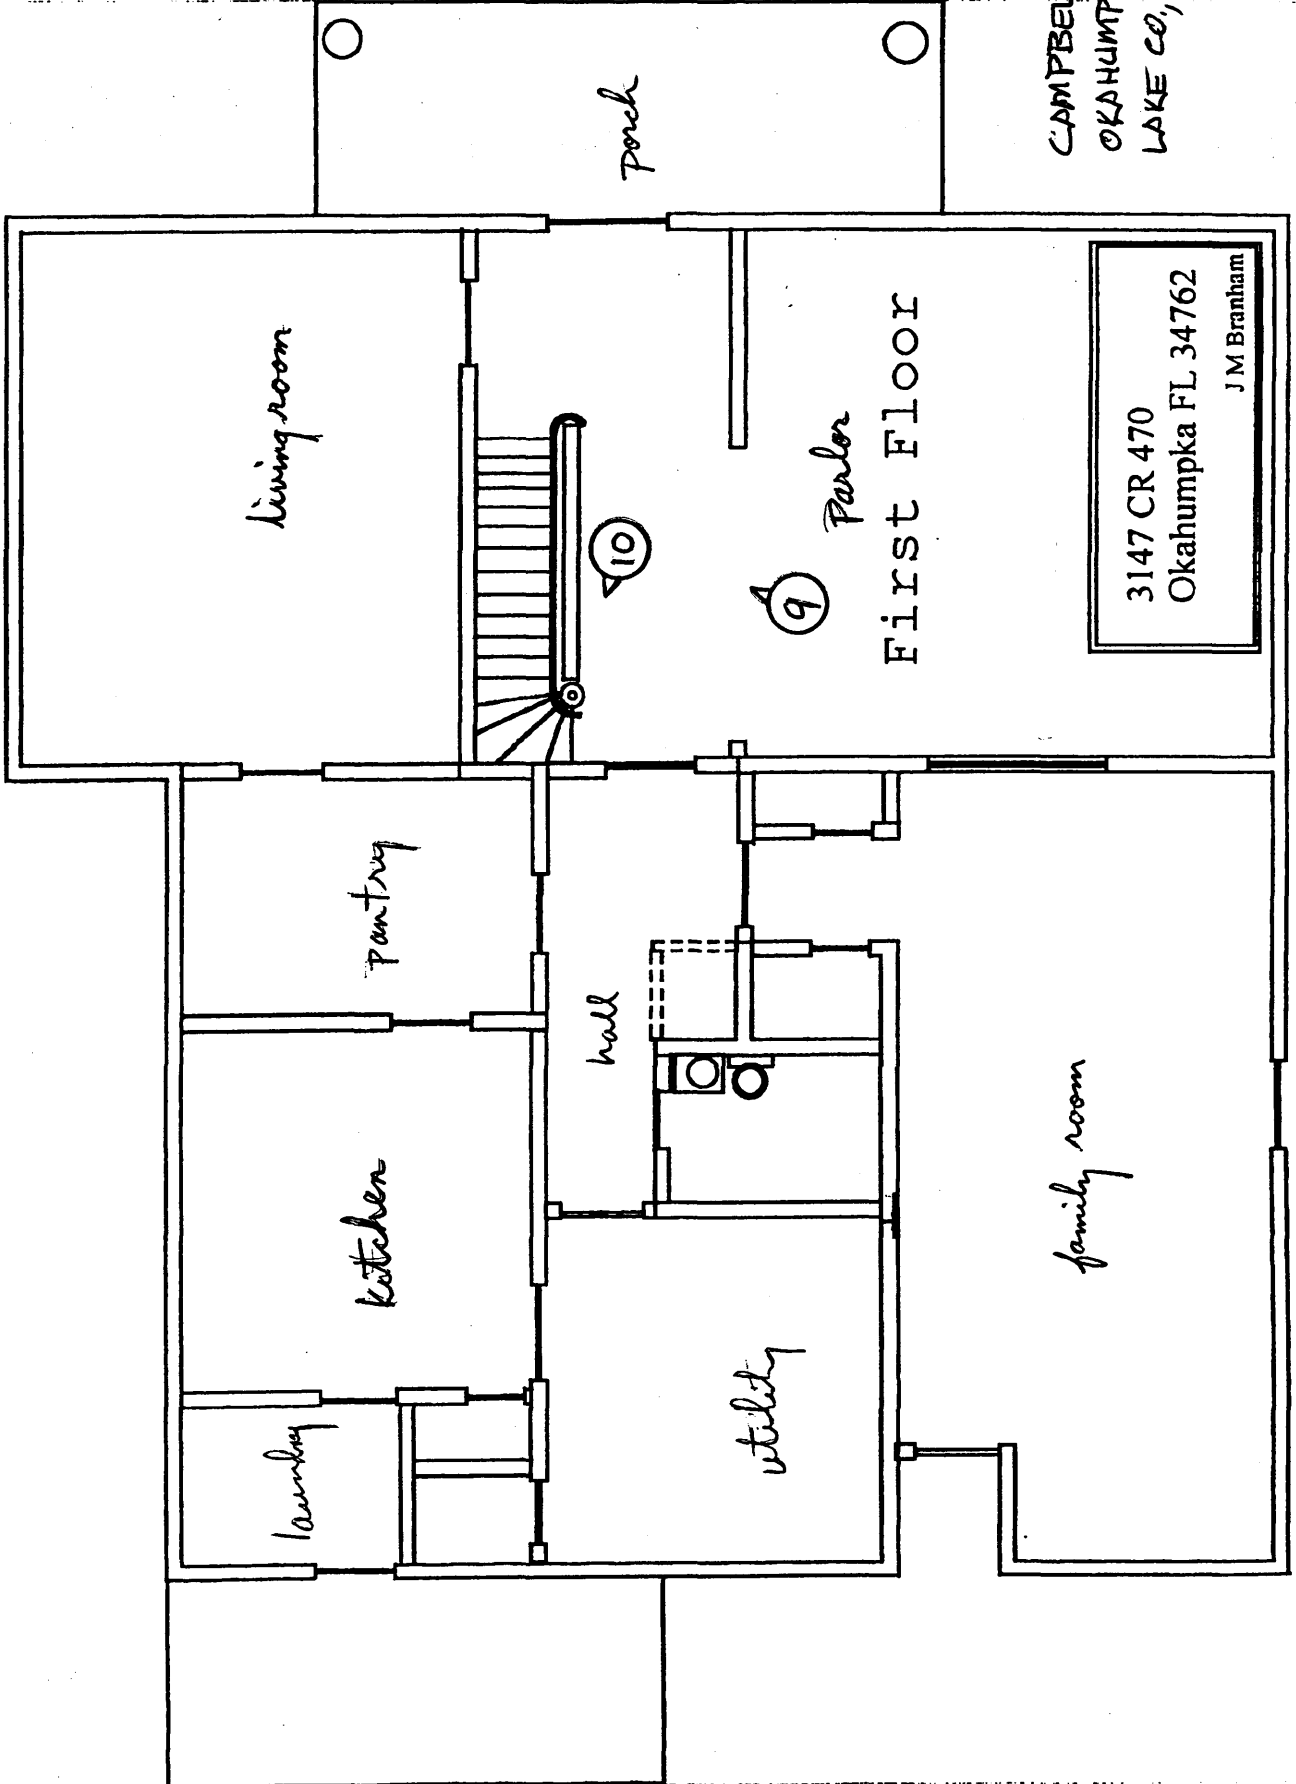 CAMPBEL
OKAHUMP
LAKE CO.,
porch
living room
10
9
Parlor
First Floor
3147 CR 470
Okahumpka FL 34762
J M Branham
pantry
hall
kitchen
family room
laundry
utility